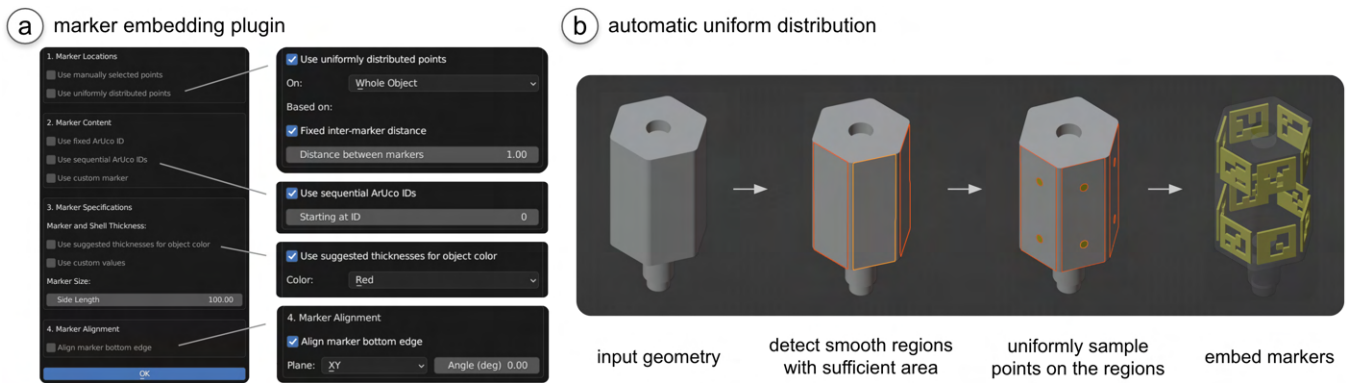 a marker embedding plugin
1. Marker Locations
Use manually selected points
Use uniformly distributed points
2. Marker Content
Use fixed ArUco ID
Use sequential ArUco IDs
Use custom marker
3. Marker Specifications
Marker and Shell Thickness:
Use suggested thicknesses for object color
Use custom values
Marker Size:
Side Length 100.00
4. Marker Alignment
Align marker bottom edge
OK
Use uniformly distributed points
On: Whole Object
Based on:
Fixed inter-marker distance
Distance between markers 1.00
Use sequential ArUco IDs
Starting at ID 0
Use suggested thicknesses for object color
Color: Red
4. Marker Alignment
Align marker bottom edge
Plane: XY Angle (deg) 0.00
b automatic uniform distribution
input geometry
detect smooth regions
with sufficient area
uniformly sample
points on the regions
embed markers